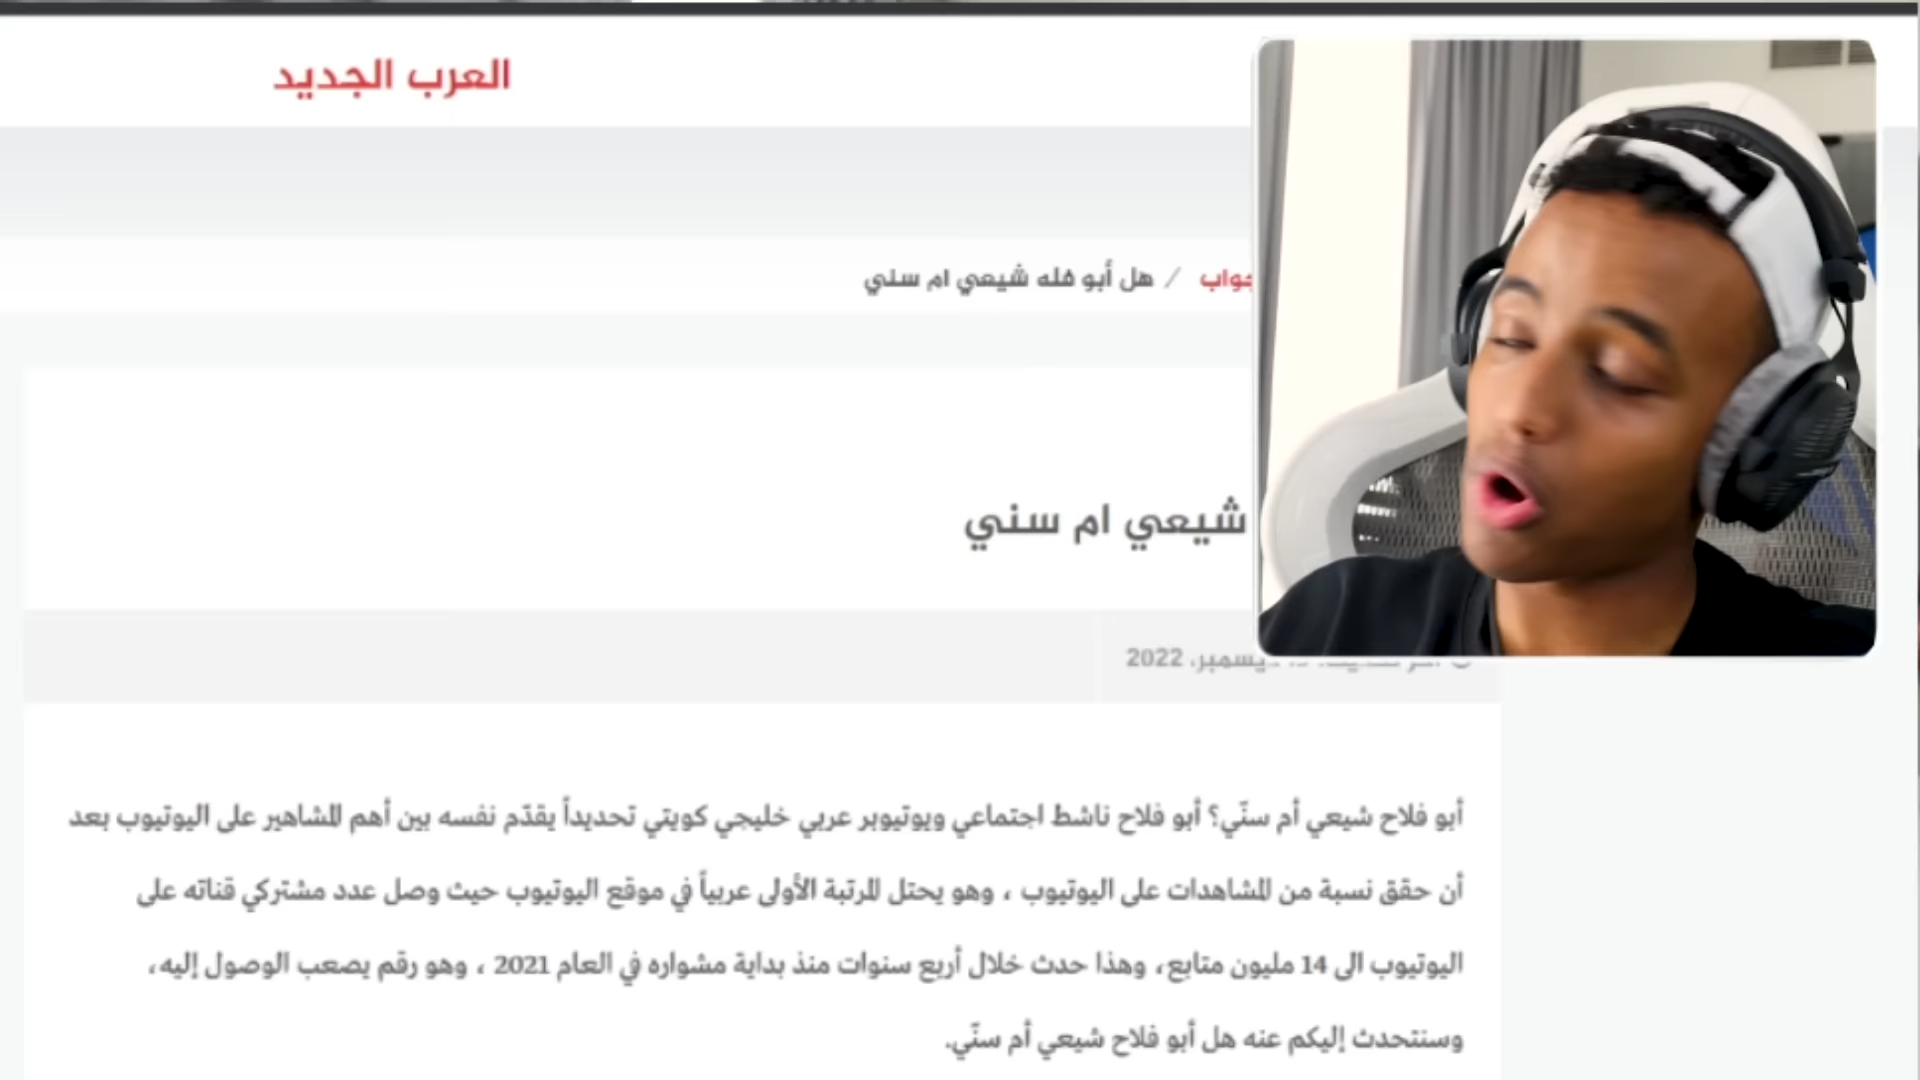 العرب الجديد
/ هل أبو فله شيعي ام سني
شيعي ام سني
2022
أبو فلاح شيعي أم سنّي؟ أبو فلاح ناشط اجتماعي ويوتيوبر عربي خليجي كويتي تحديداً يقدّم نفسه بين أهم المشاهير على اليوتيوب بعد
أن حقق نسبة من المشاهدات على اليوتيوب ، وهو يحتل المرتبة الأولى عربياً في موقع اليوتيوب حيث وصل عدد مشتركي قناته على
اليوتيوب الى 14 مليون متابع، وهذا حدث خلال أربع سنوات منذ بداية مشواره في العام 2021 ، وهو رقم يصعب الوصول إليه،
وسنتحدث إليكم عنه هل أبو فلاح شيعي أم سنّي.